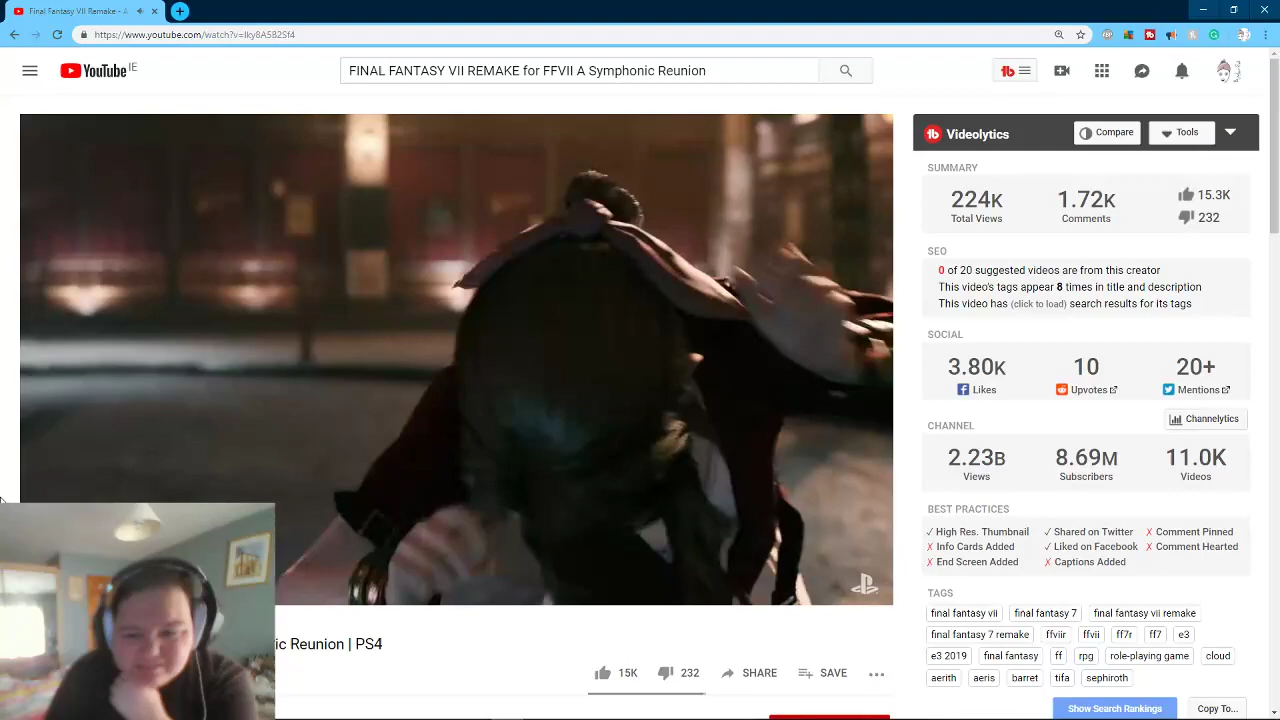 Final Fantasy VII Remake - A
https://www.youtube.com/watch?v=Iky8A5B2Sf4
YouTube IE
FINAL FANTASY VII REMAKE for FFVII A Symphonic Reunion
ic Reunion | PS4
15K 232 SHARE SAVE
Videolytics Compare Tools
SUMMARY
224K 1.72K 15.3K
Total Views Comments 232
SEO
0 of 20 suggested videos are from this creator
This video's tags appear 8 times in title and description
This video has (click to load) search results for its tags
SOCIAL
3.80K 10 20+
Likes Upvotes Mentions
CHANNEL Channelytics
2.23B 8.69M 11.0K
Views Subscribers Videos
BEST PRACTICES
✓ High Res. Thumbnail ✓ Shared on Twitter ✗ Comment Pinned
✗ Info Cards Added ✓ Liked on Facebook ✗ Comment Hearted
✗ End Screen Added ✗ Captions Added
TAGS
final fantasy vii final fantasy 7 final fantasy vii remake
final fantasy 7 remake ffviir ffvii ff7r ff7 e3
e3 2019 final fantasy ff rpg role-playing game cloud
aerith aeris barret tifa sephiroth
Show Search Rankings Copy To...